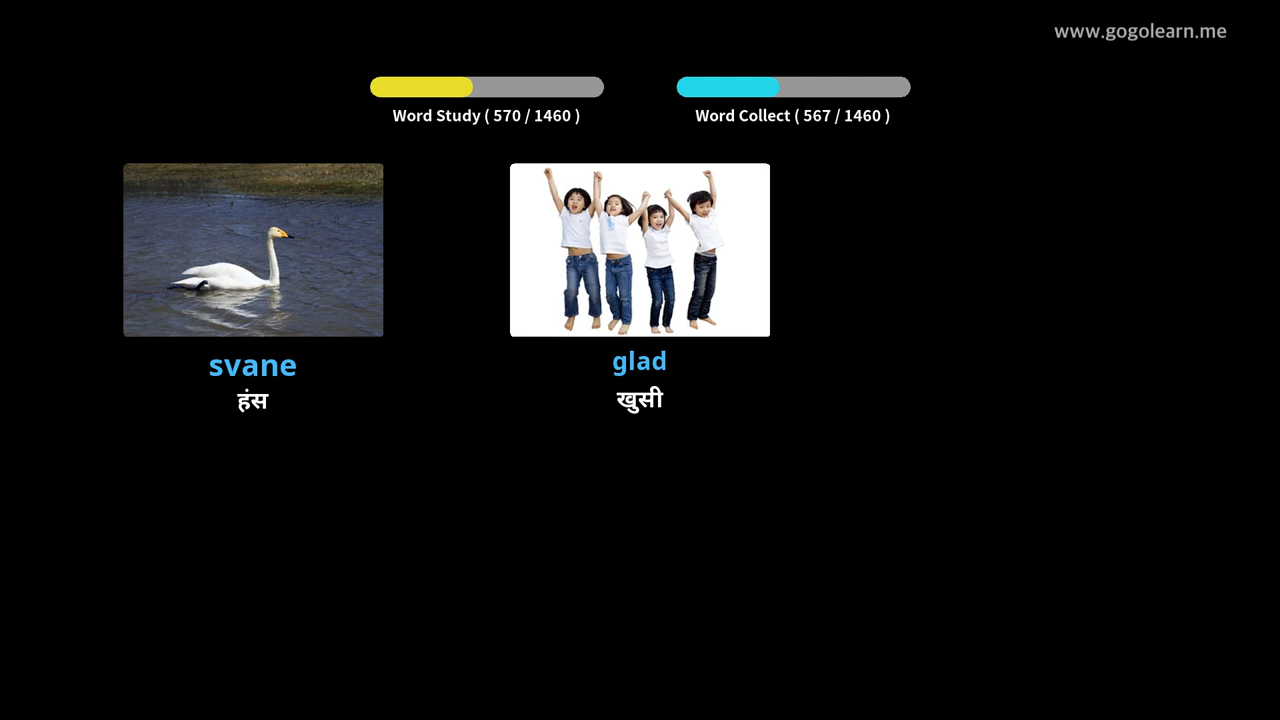 www.gogolearn.me
Word Study ( 570 / 1460 )
Word Collect ( 567 / 1460 )
svane
हंस
glad
खुसी